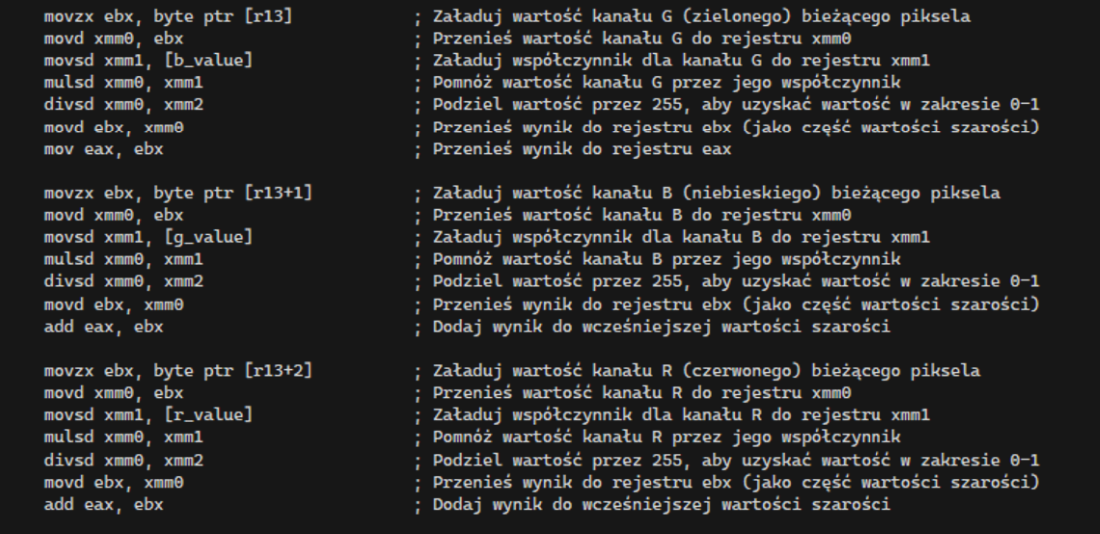 movzx ebx, byte ptr [r13] ; Załaduj wartość kanału G (zielonego) bieżącego piksela
movd xmm0, ebx ; Przenieś wartość kanału G do rejestru xmm0
movsd xmm1, [b_value] ; Załaduj współczynnik dla kanału G do rejestru xmm1
mulsd xmm0, xmm1 ; Pomnóż wartość kanału G przez jego współczynnik
divsd xmm0, xmm2 ; Podziel wartość przez 255, aby uzyskać wartość w zakresie 0-1
movd ebx, xmm0 ; Przenieś wynik do rejestru ebx (jako część wartości szarości)
mov eax, ebx ; Przenieś wynik do rejestru eax
movzx ebx, byte ptr [r13+1] ; Załaduj wartość kanału B (niebieskiego) bieżącego piksela
movd xmm0, ebx ; Przenieś wartość kanału B do rejestru xmm0
movsd xmm1, [g_value] ; Załaduj współczynnik dla kanału B do rejestru xmm1
mulsd xmm0, xmm1 ; Pomnóż wartość kanału B przez jego współczynnik
divsd xmm0, xmm2 ; Podziel wartość przez 255, aby uzyskać wartość w zakresie 0-1
movd ebx, xmm0 ; Przenieś wynik do rejestru ebx (jako część wartości szarości)
add eax, ebx ; Dodaj wynik do wcześniejszej wartości szarości
movzx ebx, byte ptr [r13+2] ; Załaduj wartość kanału R (czerwonego) bieżącego piksela
movd xmm0, ebx ; Przenieś wartość kanału R do rejestru xmm0
movsd xmm1, [r_value] ; Załaduj współczynnik dla kanału R do rejestru xmm1
mulsd xmm0, xmm1 ; Pomnóż wartość kanału R przez jego współczynnik
divsd xmm0, xmm2 ; Podziel wartość przez 255, aby uzyskać wartość w zakresie 0-1
movd ebx, xmm0 ; Przenieś wynik do rejestru ebx (jako część wartości szarości)
add eax, ebx ; Dodaj wynik do wcześniejszej wartości szarości